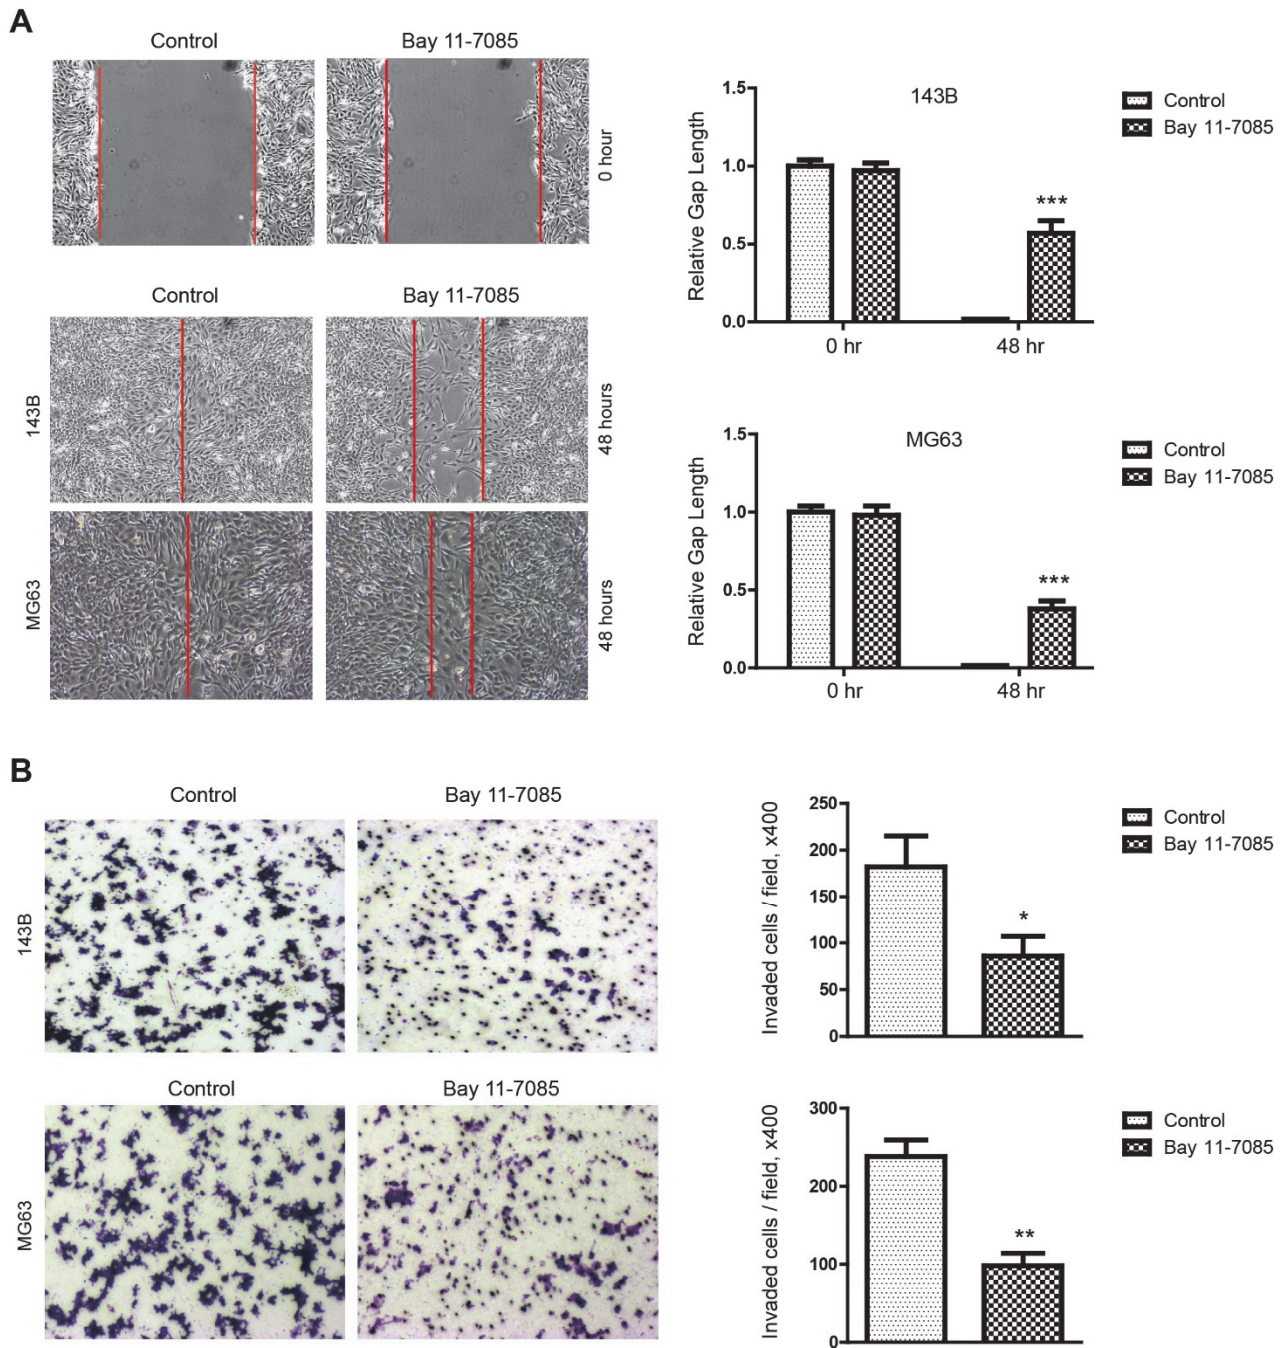 A
Control
Bay 11-7085
0 hour
Control
Bay 11-7085
143B
48 hours
MG63
48 hours
143B
Control
Bay 11-7085
Relative Gap Length
1.5
1.0
0.5
0.0
***
0 hr
48 hr
MG63
Control
Bay 11-7085
Relative Gap Length
1.5
1.0
0.5
0.0
***
0 hr
48 hr
B
Control
Bay 11-7085
143B
Control
Bay 11-7085
MG63
Invaded cells / field, x400
250
200
150
100
50
0
*
Control
Bay 11-7085
Invaded cells / field, x400
300
200
100
0
**
Control
Bay 11-7085